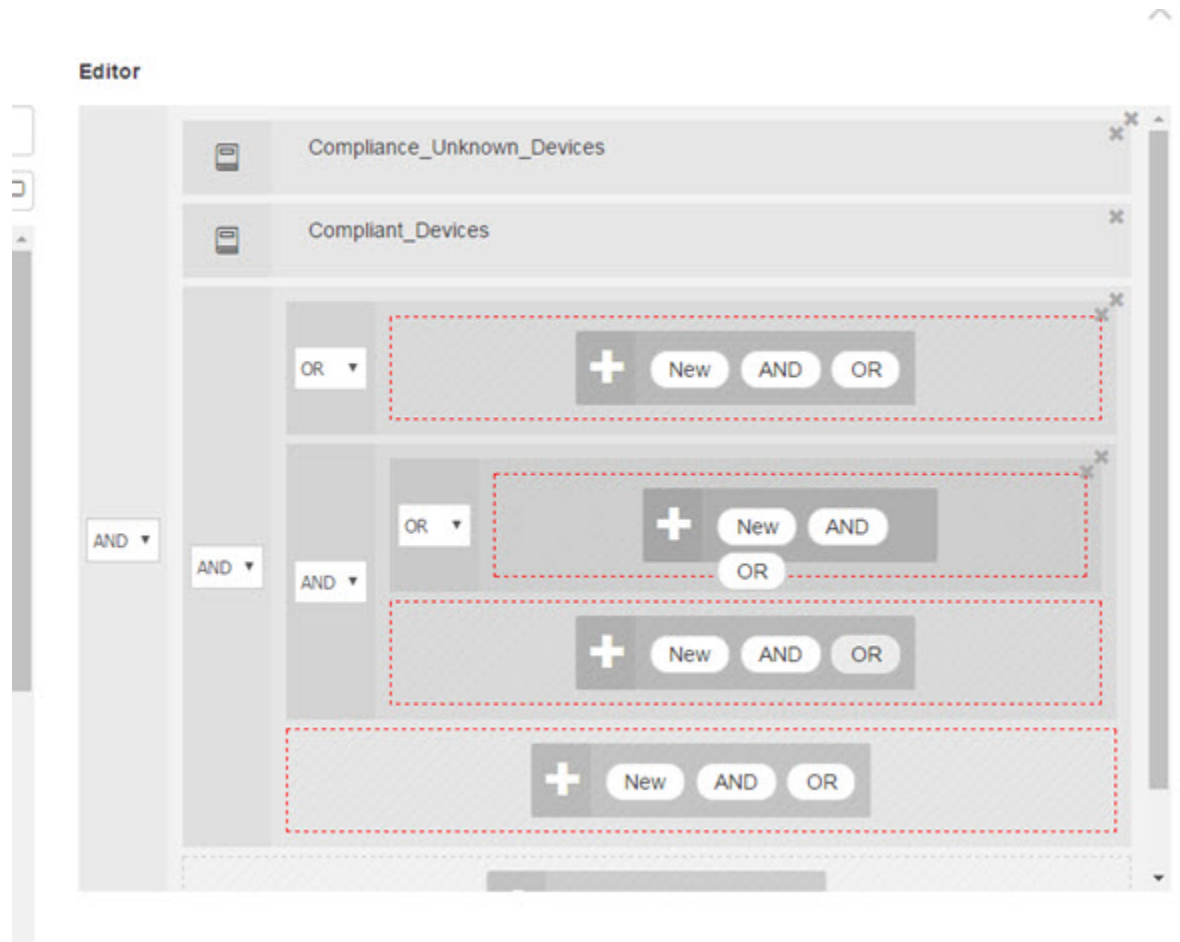 Editor
Compliance_Unknown_Devices
Compliant_Devices
OR
New AND OR
AND
AND
AND
OR
New AND
OR
New AND OR
New AND OR